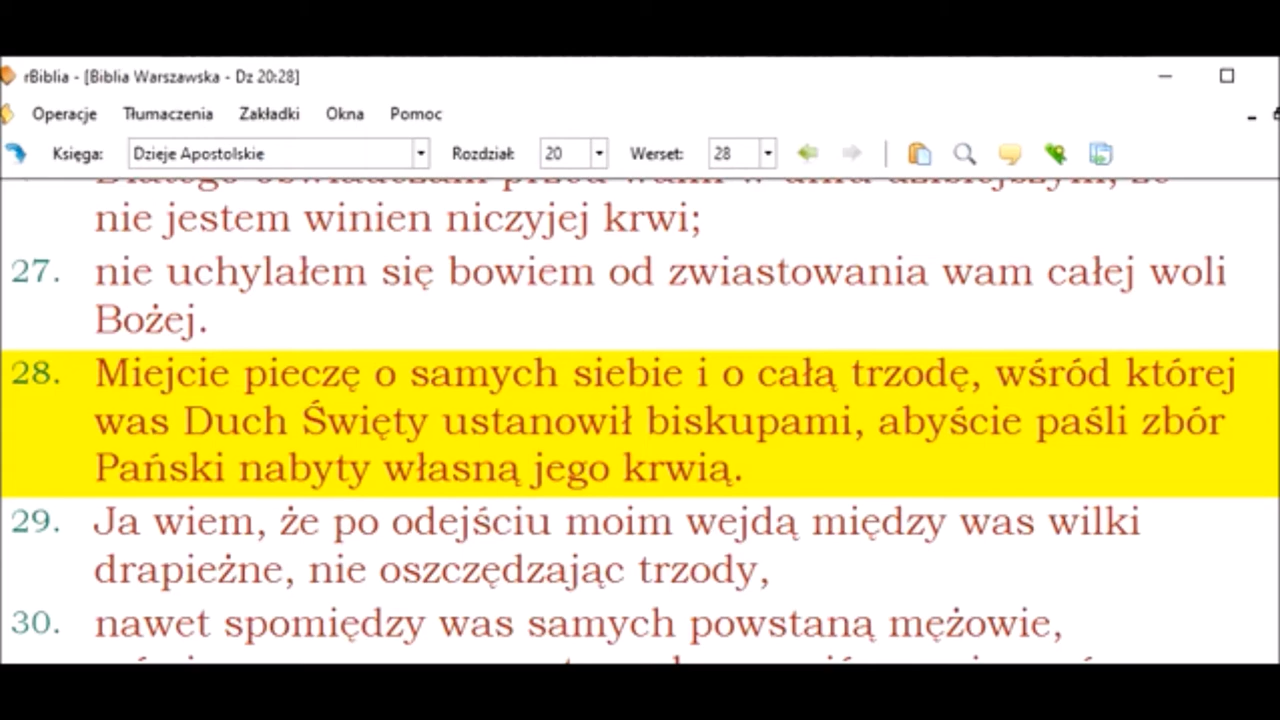 rBiblia - [Biblia Warszawska - Dz 20:28]
Operacje Tłumaczenia Zakładki Okna Pomoc
Księga: Dzieje Apostolskie Rozdział: 20 Werset: 28
nie jestem winien niczyjej krwi;
27. nie uchylałem się bowiem od zwiastowania wam całej woli
Bożej.
28. Miejcie pieczę o samych siebie i o całą trzodę, wśród której
was Duch Święty ustanowił biskupami, abyście paśli zbór
Pański nabyty własną jego krwią.
29. Ja wiem, że po odejściu moim wejdą między was wilki
drapieżne, nie oszczędzając trzody,
30. nawet spomiędzy was samych powstaną mężowie,